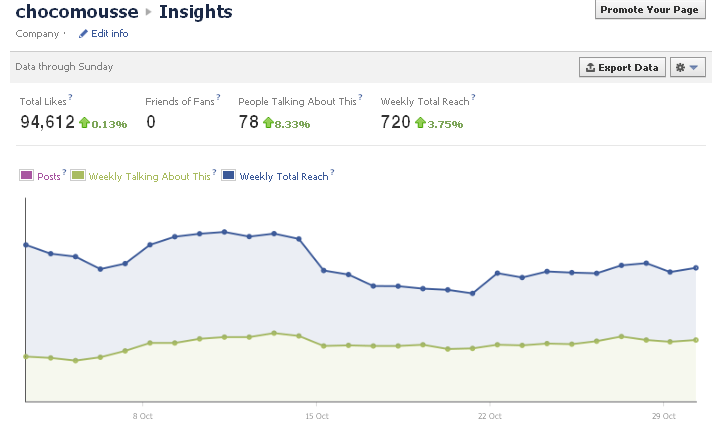 chocomousse ▸ Insights
Promote Your Page
Company · Edit info
Data through Sunday
Export Data
Total Likes? Friends of Fans? People Talking About This? Weekly Total Reach?
94,612 0.13% 0 78 8.33% 720 3.75%
Posts? Weekly Talking About This? Weekly Total Reach?
8 Oct 15 Oct 22 Oct 29 Oct